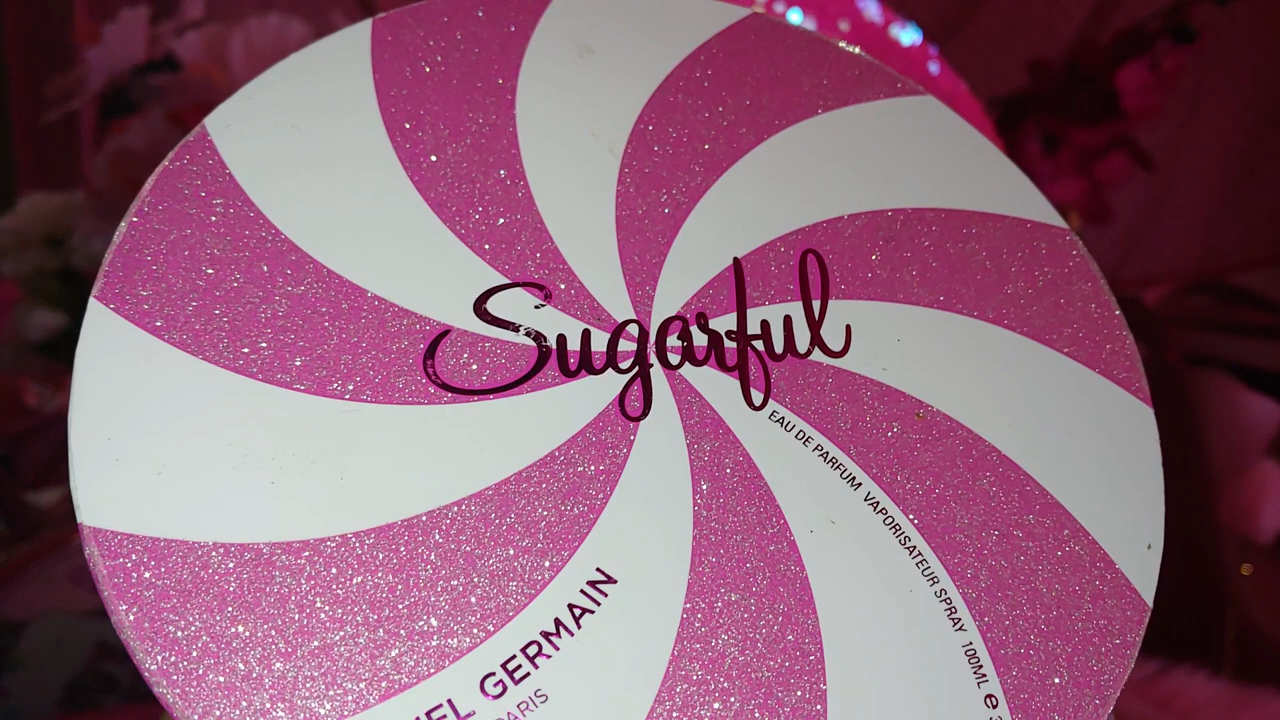 Sugarful
EAU DE PARFUM VAPORISATEUR SPRAY 100ML e
GERMAIN
PARIS